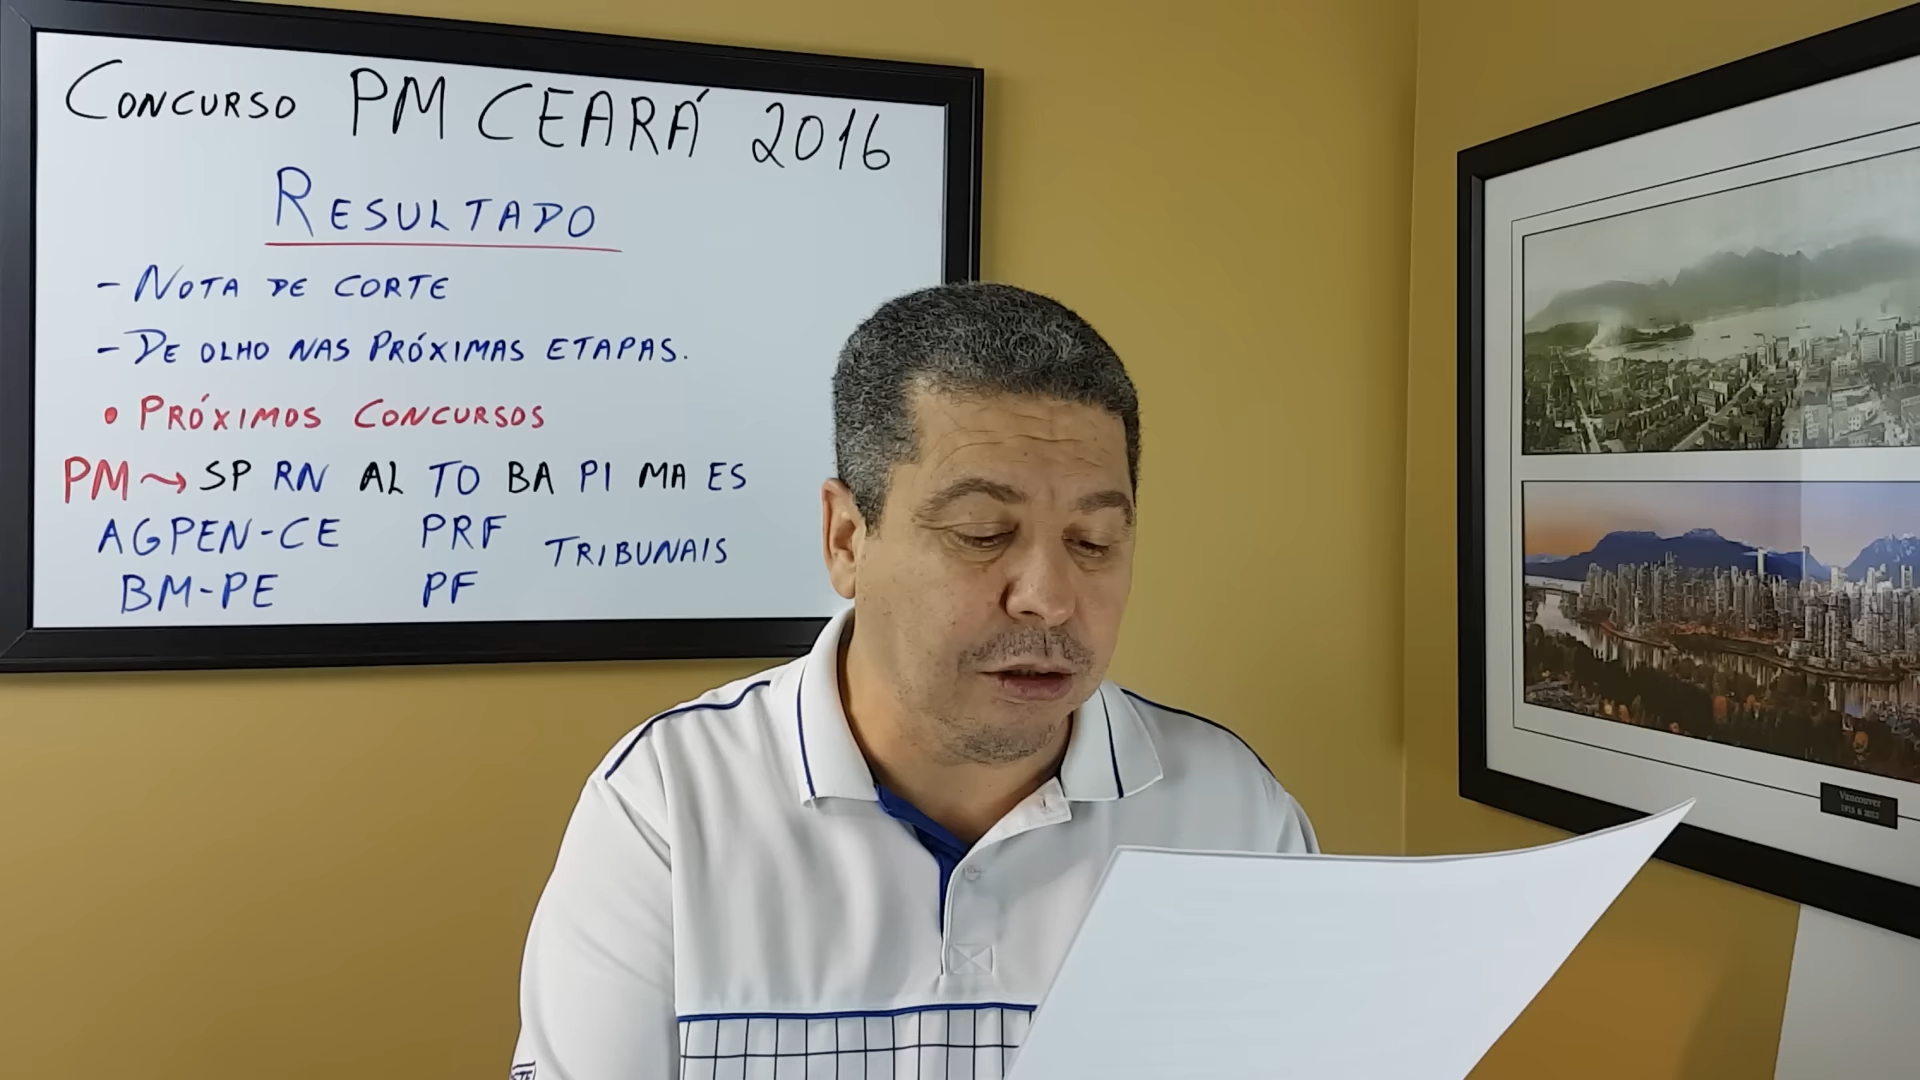 CONCURSO PM CEARÁ 2016
RESULTADO
- NOTA DE CORTE
- DE OLHO NAS PRÓXIMAS ETAPAS.
• PRÓXIMOS CONCURSOS
PM → SP RN AL TO BA PI MA ES
AGPEN-CE PRF TRIBUNAIS
BM-PE PF
Vancouver